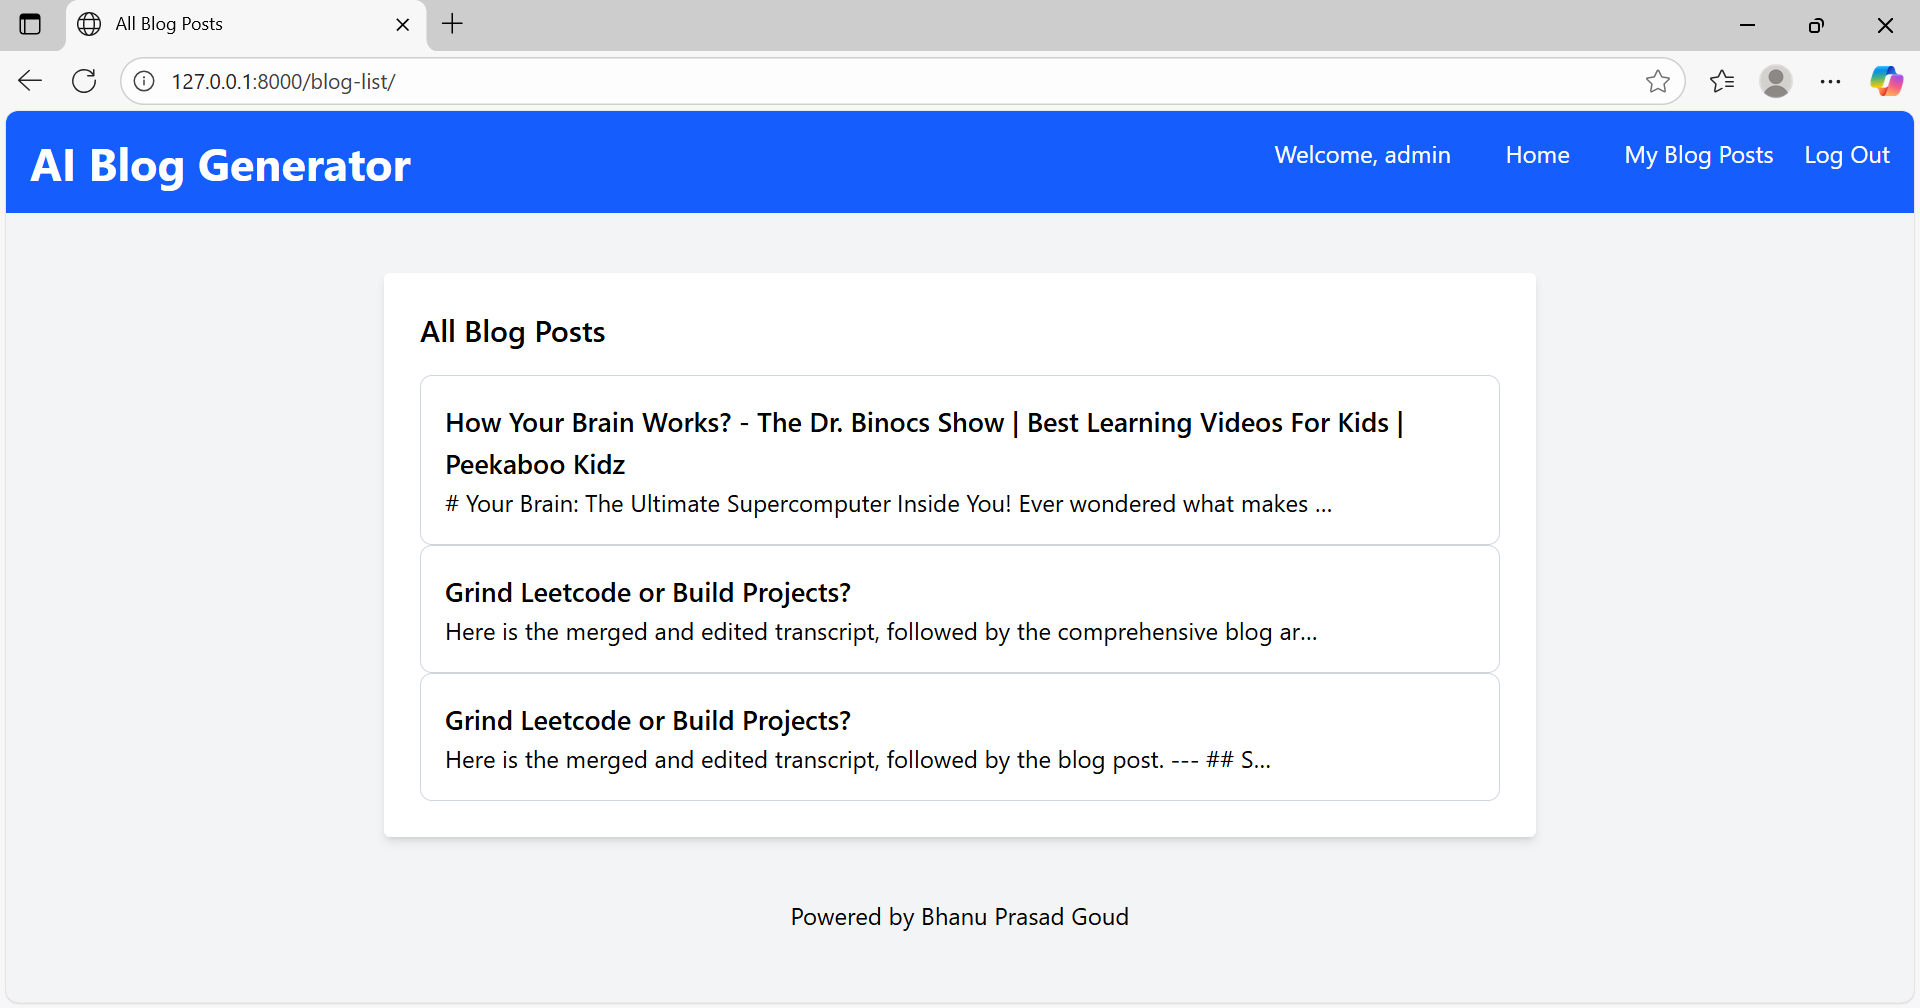 All Blog Posts
127.0.0.1:8000/blog-list/
AI Blog Generator
Welcome, admin
Home
My Blog Posts
Log Out
All Blog Posts
How Your Brain Works? - The Dr. Binocs Show | Best Learning Videos For Kids |
Peekaboo Kidz
# Your Brain: The Ultimate Supercomputer Inside You! Ever wondered what makes ...
Grind Leetcode or Build Projects?
Here is the merged and edited transcript, followed by the comprehensive blog ar...
Grind Leetcode or Build Projects?
Here is the merged and edited transcript, followed by the blog post. --- ## S...
Powered by Bhanu Prasad Goud